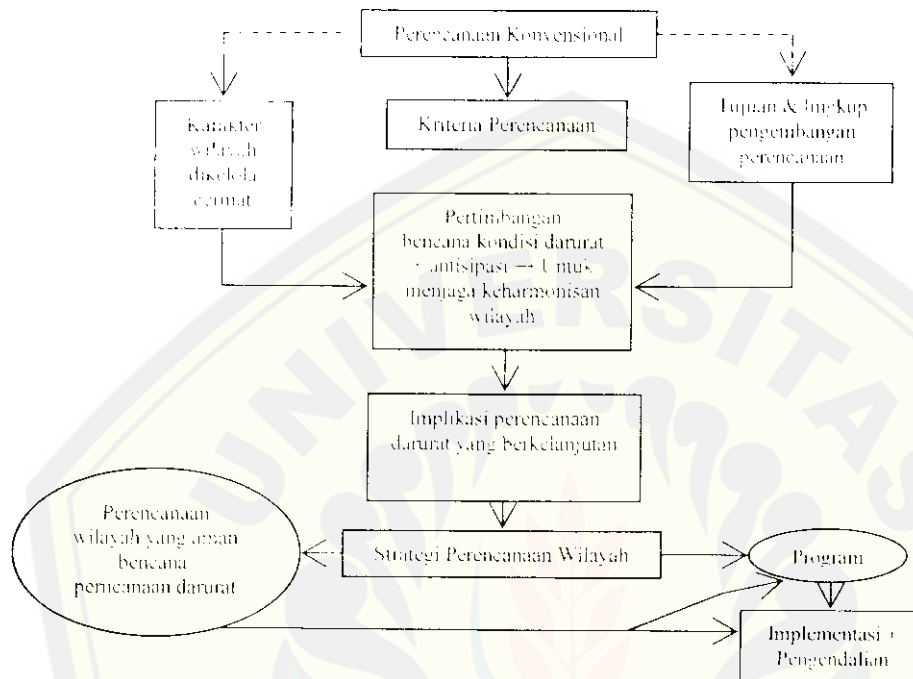 Perencanaan Konvensional
Karakter
wilayah
dikelola
cermat
Kriteria Perencanaan
Tujuan & lingkup
pengembangan
perencanaan
Pertimbangan
bencana kondisi darurat
antisipasi → Untuk
menjaga keharmonisan
wilayah
Implikasi perencanaan
darurat yang berkelanjutan
Perencanaan
wilayah yang aman
bencana
perncanaan darurat
Strategi Perencanaan Wilayah
Program
Implementasi +
Pengendalian
UNIVERSITAS